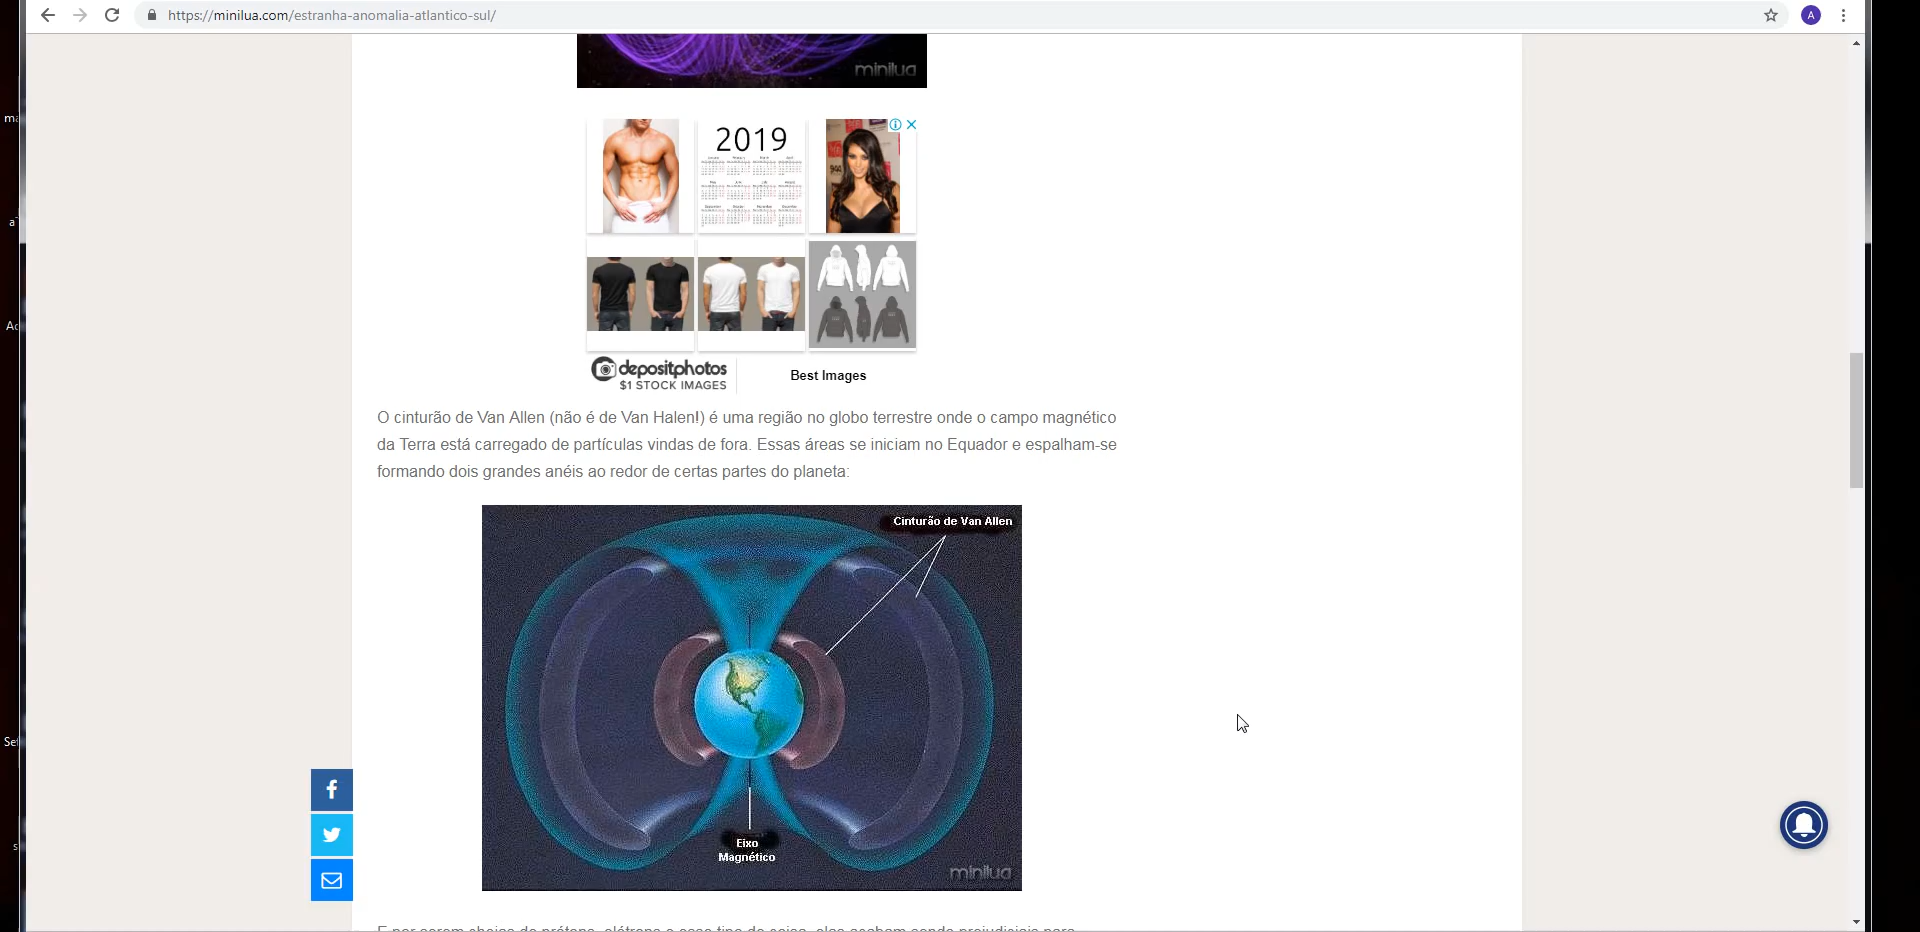 https://minilua.com/estranha-anomalia-atlantico-sul/
A
minilua
2019
depositphotos
$1 STOCK IMAGES
Best Images
O cinturão de Van Allen (não é de Van Halen!) é uma região no globo terrestre onde o campo magnético
da Terra está carregado de partículas vindas de fora. Essas áreas se iniciam no Equador e espalham-se
formando dois grandes anéis ao redor de certas partes do planeta:
Cinturão de Van Allen
Eixo
Magnético
minilua